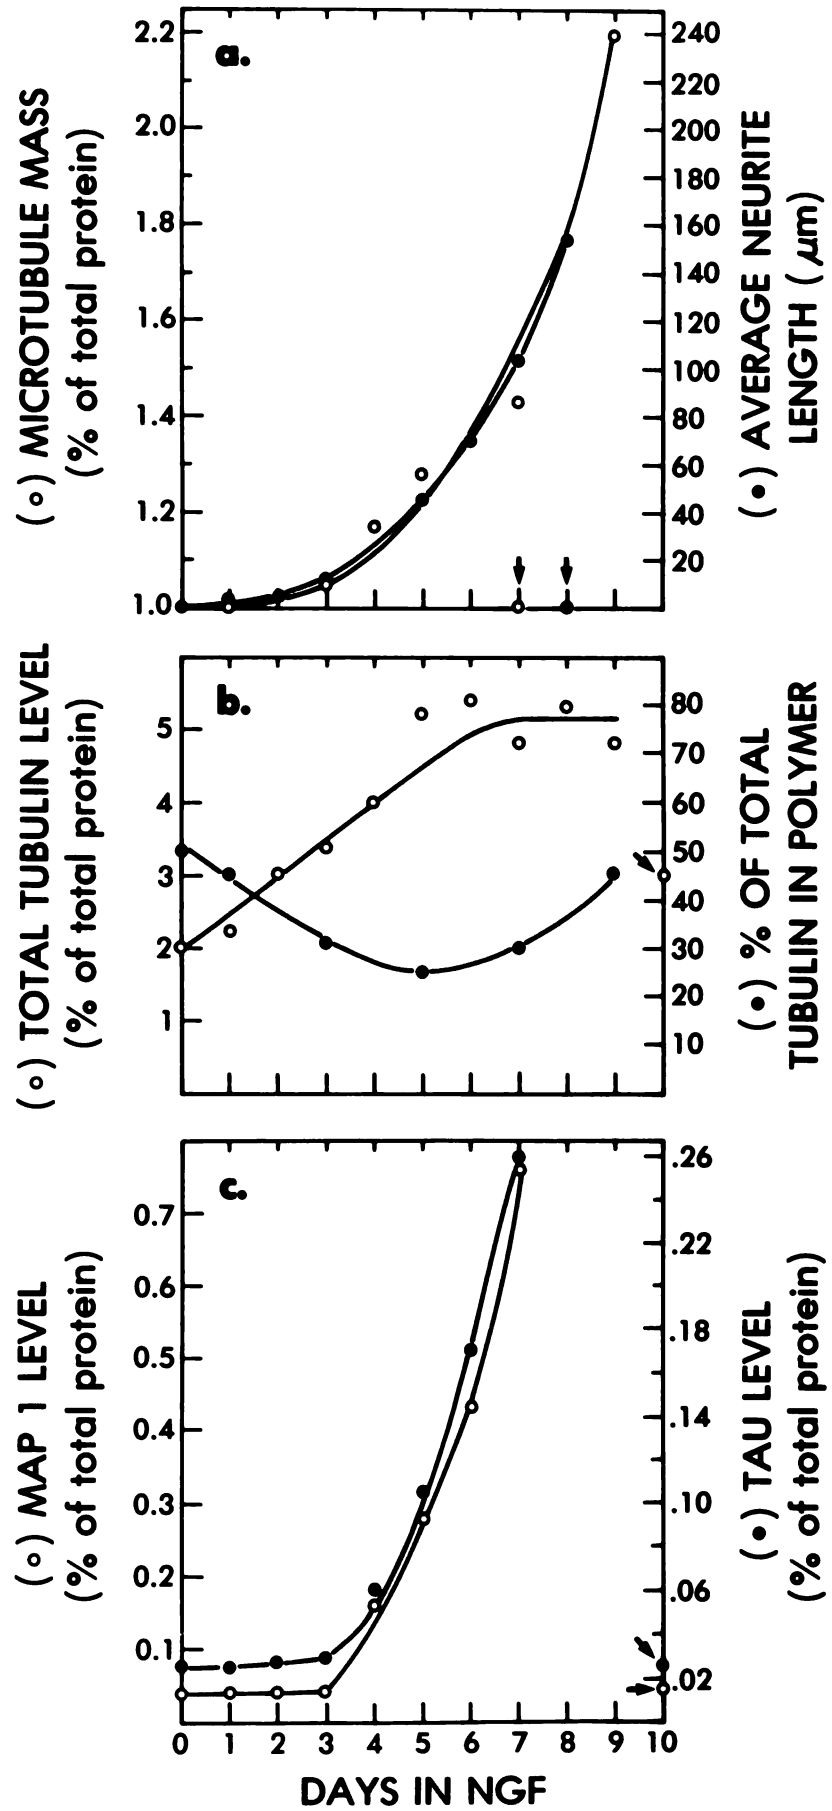 a.
(○) MICROTUBULE MASS
(% of total protein)
2.2
2.0
1.8
1.6
1.4
1.2
1.0
240
220
200
180
160
140
120
100
80
60
40
20
(●) AVERAGE NEURITE
LENGTH (μm)
b.
(○) TOTAL TUBULIN LEVEL
(% of total protein)
5
4
3
2
1
80
70
60
50
40
30
20
10
(●) % OF TOTAL
TUBULIN IN POLYMER
c.
(○) MAP 1 LEVEL
(% of total protein)
0.7
0.6
0.5
0.4
0.3
0.2
0.1
.26
.22
.18
.14
.10
.06
.02
(●) TAU LEVEL
(% of total protein)
0 1 2 3 4 5 6 7 8 9 10
DAYS IN NGF